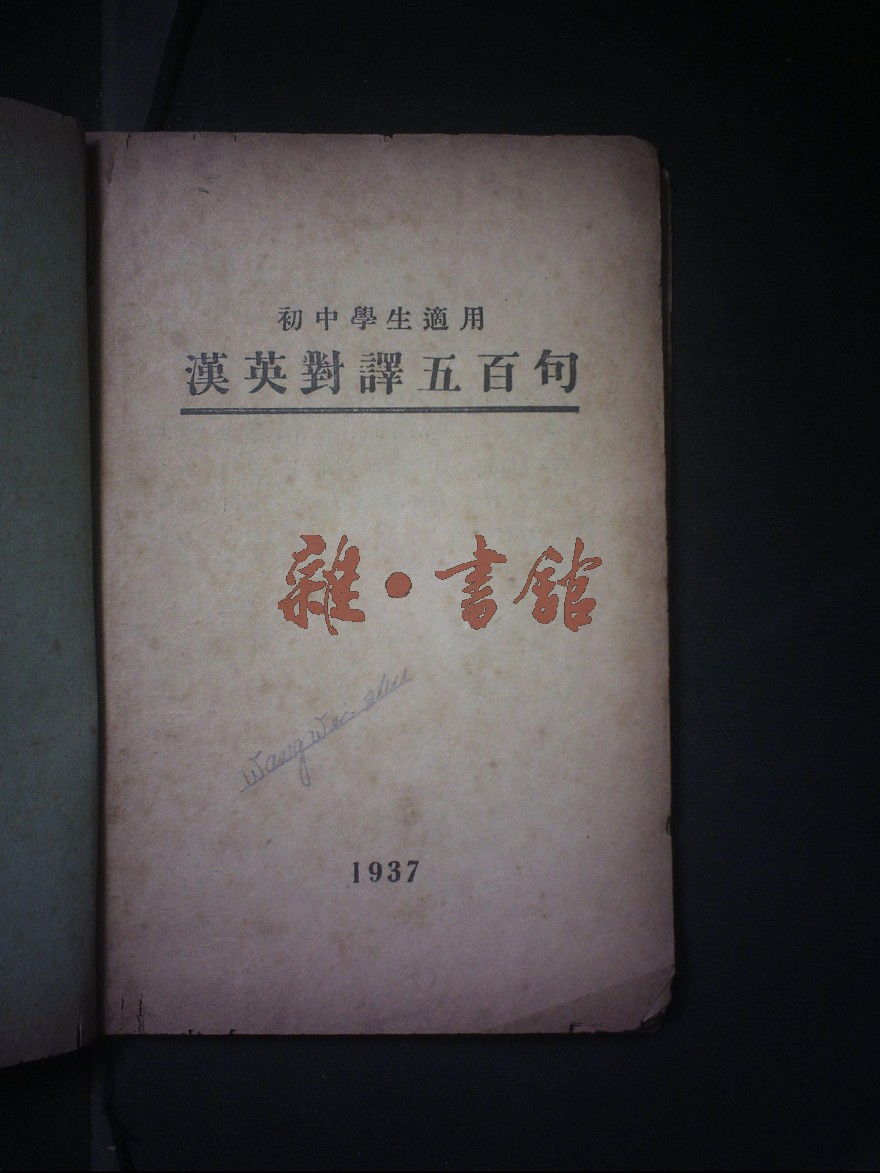 初中學生適用
漢英對譯五百句
雜·書館
Wang Wei-shu
1937